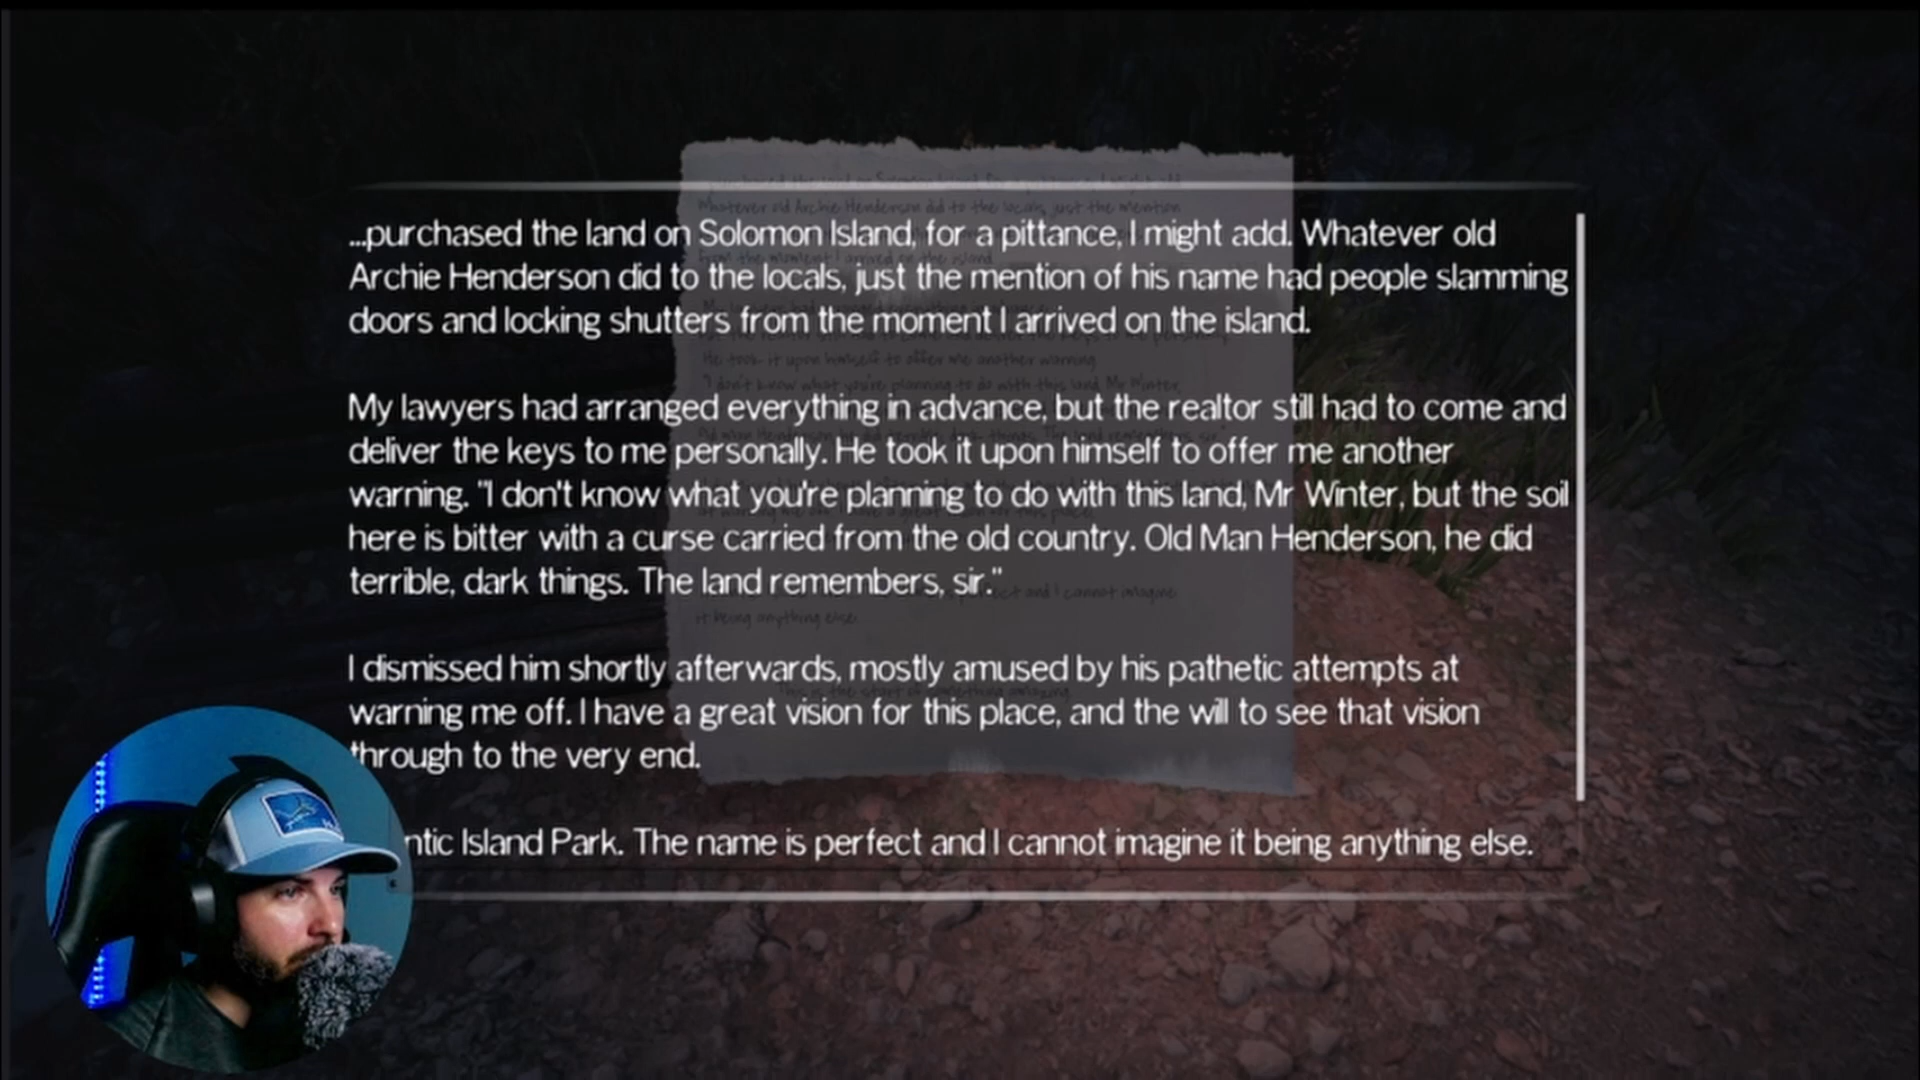 ...purchased the land on Solomon Island, for a pittance, I might add. Whatever old
Archie Henderson did to the locals, just the mention of his name had people slamming
doors and locking shutters from the moment I arrived on the island.
My lawyers had arranged everything in advance, but the realtor still had to come and
deliver the keys to me personally. He took it upon himself to offer me another
warning. "I don't know what you're planning to do with this land, Mr Winter, but the soil
here is bitter with a curse carried from the old country. Old Man Henderson, he did
terrible, dark things. The land remembers, sir."
I dismissed him shortly afterwards, mostly amused by his pathetic attempts at
warning me off. I have a great vision for this place, and the will to see that vision
through to the very end.
ntic Island Park. The name is perfect and I cannot imagine it being anything else.